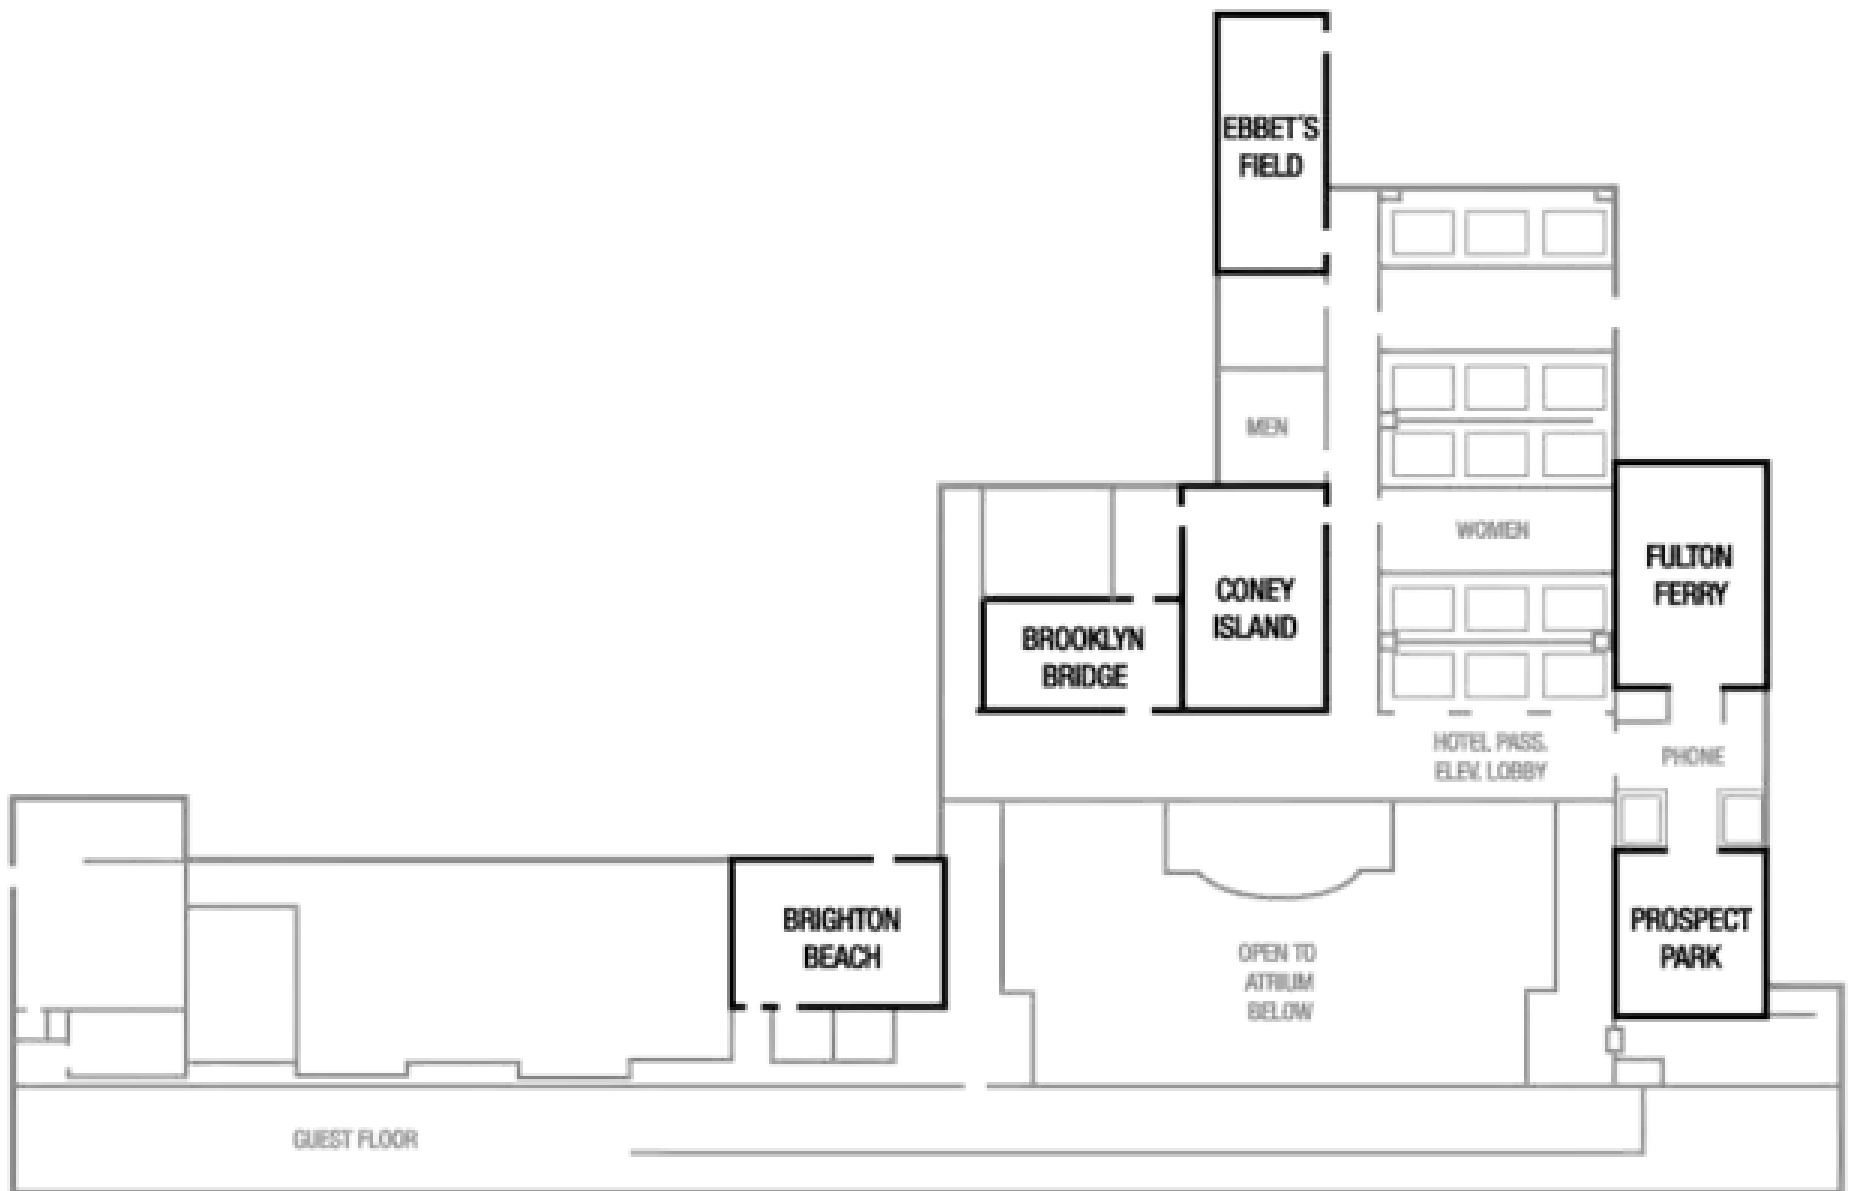 EBBET'S
FIELD
MEN
WOMEN
FULTON
FERRY
CONEY
ISLAND
BROOKLYN
BRIDGE
HOTEL PASS.
ELEV. LOBBY
PHONE
BRIGHTON
BEACH
PROSPECT
PARK
OPEN TO
ATRIUM
BELOW
GUEST FLOOR